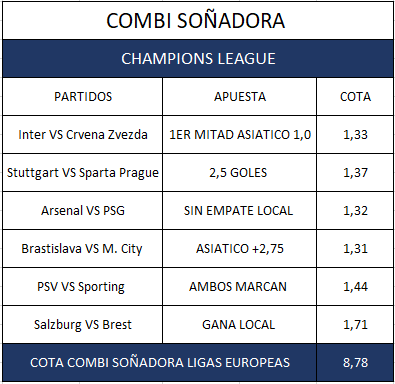 COMBI SOÑADORA
CHAMPIONS LEAGUE
PARTIDOS APUESTA COTA
Inter VS Crvena Zvezda 1ER MITAD ASIATICO 1,0 1,33
Stuttgart VS Sparta Prague 2,5 GOLES 1,37
Arsenal VS PSG SIN EMPATE LOCAL 1,32
Brastislava VS M. City ASIATICO +2,75 1,31
PSV VS Sporting AMBOS MARCAN 1,44
Salzburg VS Brest GANA LOCAL 1,71
COTA COMBI SOÑADORA LIGAS EUROPEAS 8,78